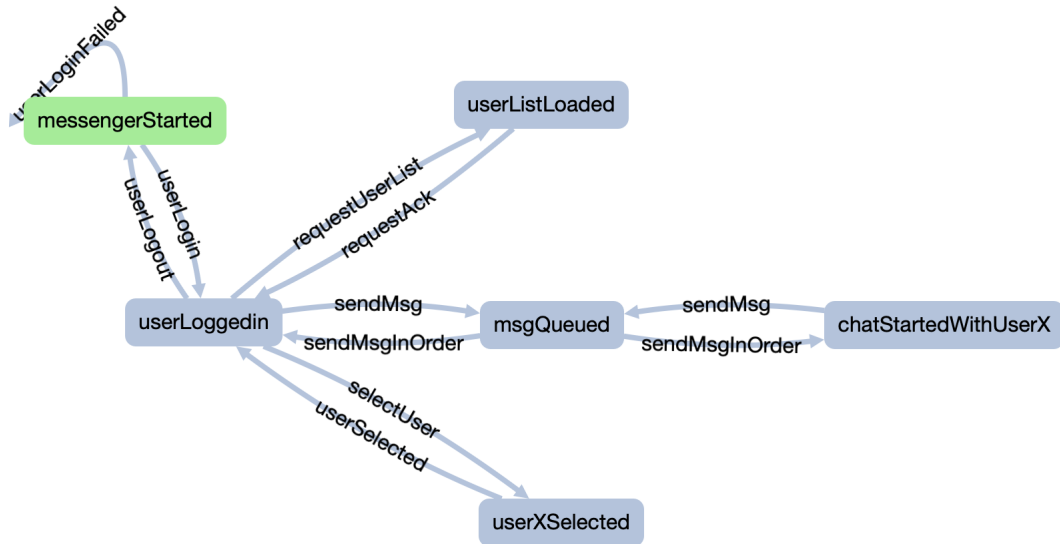 userLoginFailed
messengerStarted
userListLoaded
userLogin
userLogout
requestUserList
requestAck
userLoggedin
sendMsg
sendMsgInOrder
msgQueued
sendMsg
sendMsgInOrder
chatStartedWithUserX
selectUser
userSelected
userXSelected